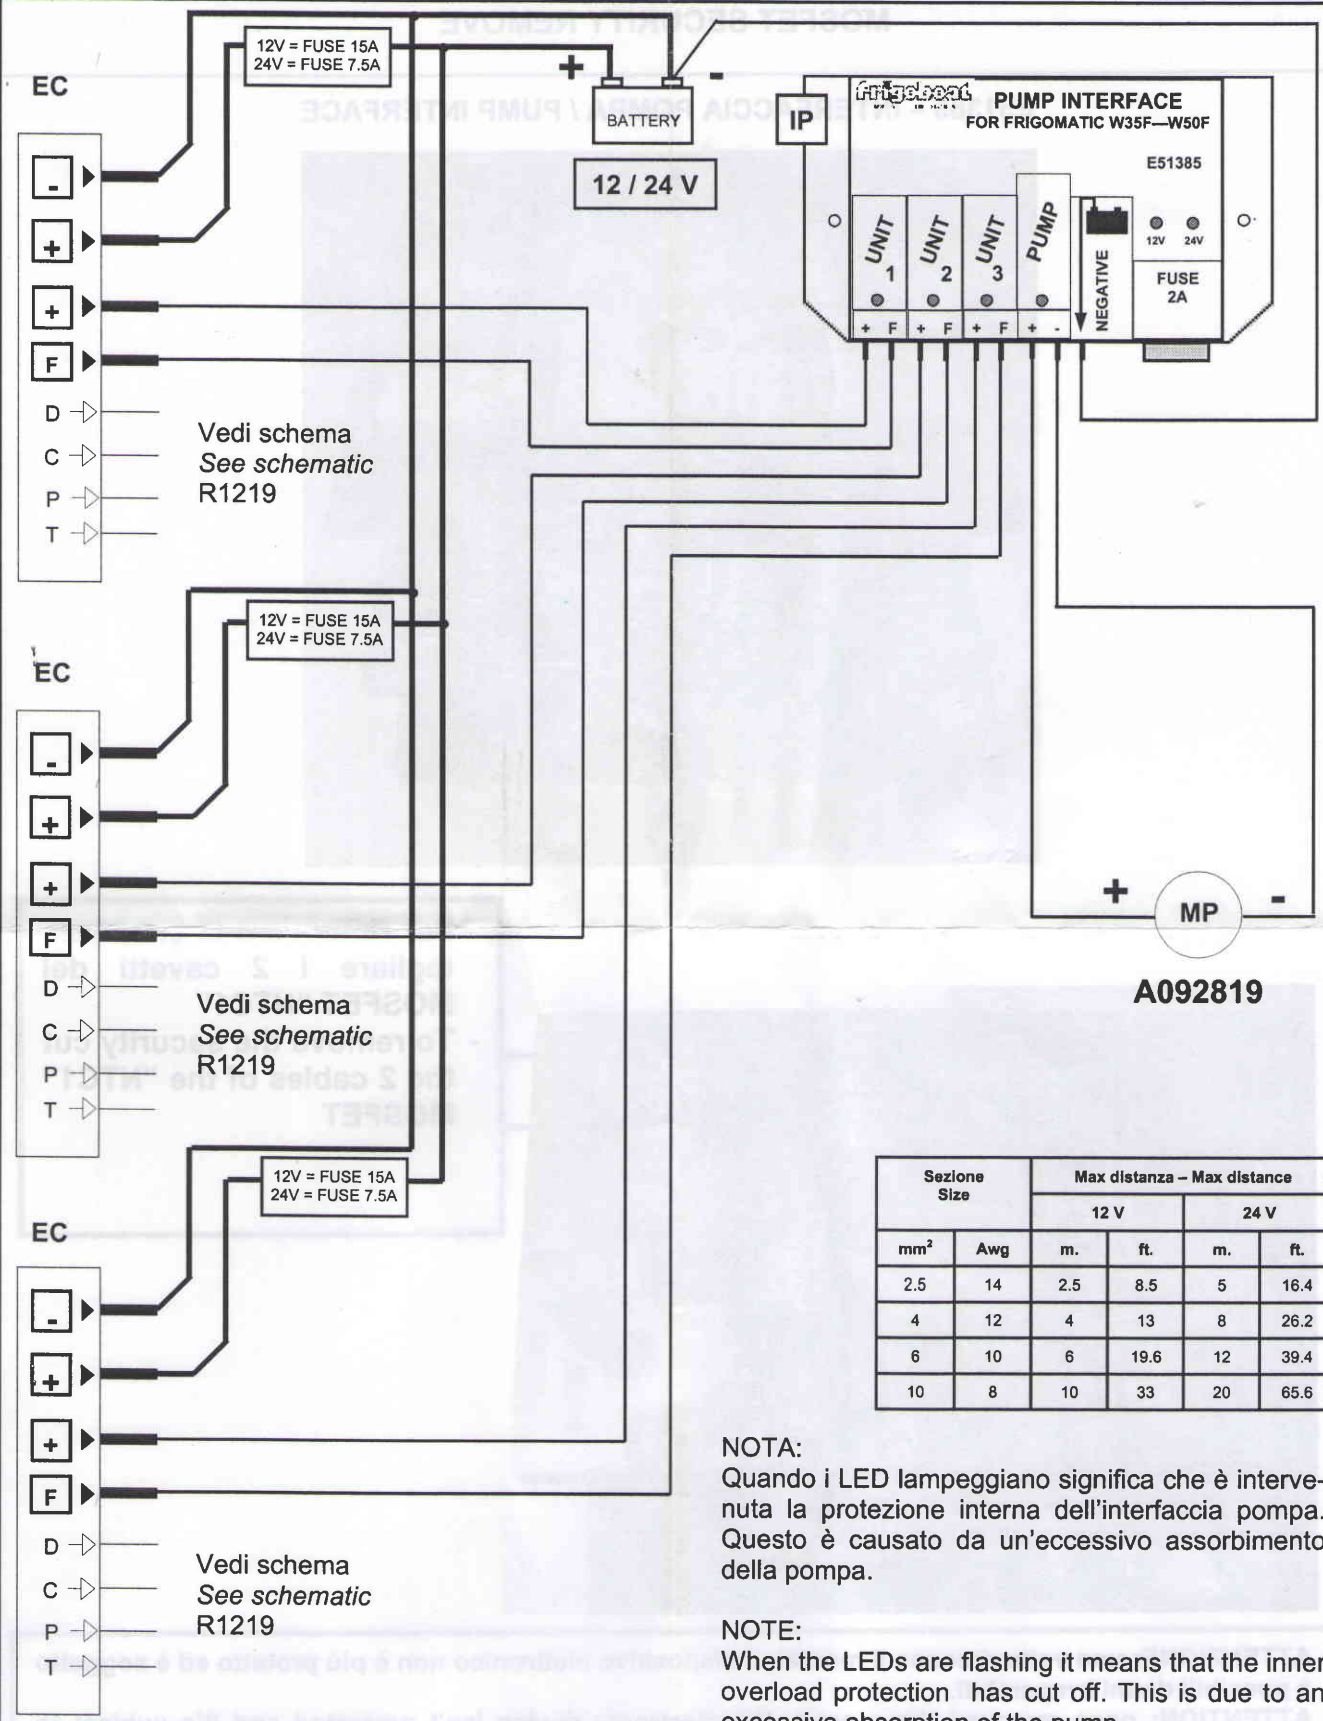 12V = FUSE 15A
24V = FUSE 7.5A
EC
-
+
+
F
D
C
P
T
Vedi schema
See schematic
R1219
+
-
BATTERY
12 / 24 V
IP
frigoboat
PUMP INTERFACE
FOR FRIGOMATIC W35F—W50F
E51385
UNIT 1
UNIT 2
UNIT 3
PUMP
NEGATIVE
12V 24V
FUSE
2A
+ F + F + F + -
12V = FUSE 15A
24V = FUSE 7.5A
EC
-
+
+
F
D
C
P
T
Vedi schema
See schematic
R1219
+ MP -
A092819
12V = FUSE 15A
24V = FUSE 7.5A
EC
-
+
+
F
D
C
P
T
Vedi schema
See schematic
R1219
Sezione
Size
Max distanza – Max distance
12 V 24 V
mm² Awg m. ft. m. ft.
2.5 14 2.5 8.5 5 16.4
4 12 4 13 8 26.2
6 10 6 19.6 12 39.4
10 8 10 33 20 65.6
NOTA:
Quando i LED lampeggiano significa che è interve-
nuta la protezione interna dell'interfaccia pompa.
Questo è causato da un'eccessivo assorbimento
della pompa.
NOTE:
When the LEDs are flashing it means that the inner
overload protection has cut off. This is due to an
excessive absorption of the pump